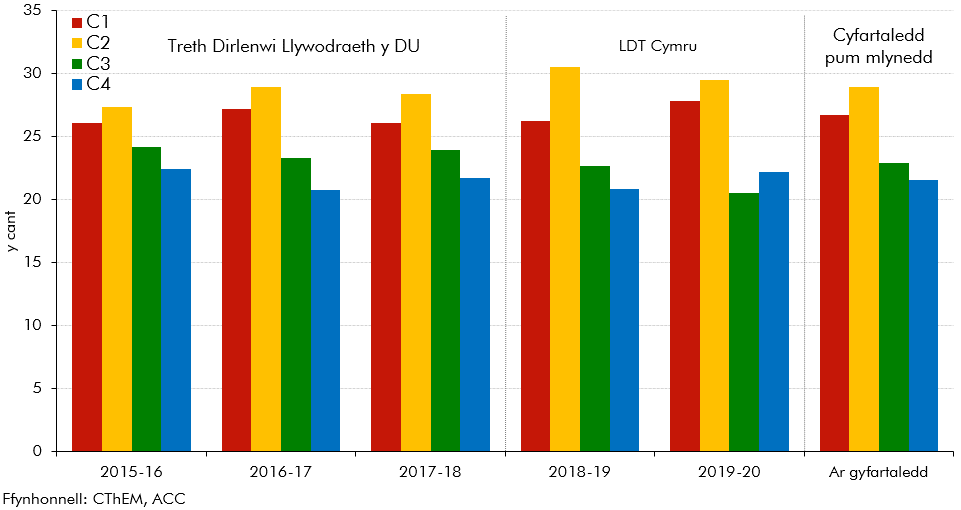 35
30
25
20
15
10
5
0
y cant
C1
C2
C3
C4
Treth Dirlenwi Llywodraeth y DU
LDT Cymru
Cyfartaledd
pum mlynedd
2015-16
2016-17
2017-18
2018-19
2019-20
Ar gyfartaledd
Ffynhonnell: CThEM, ACC